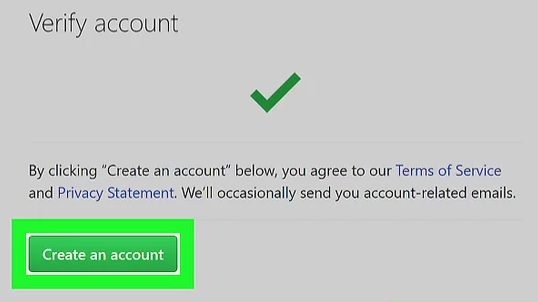 Verify account
By clicking “Create an account” below, you agree to our Terms of Service
and Privacy Statement. We’ll occasionally send you account-related emails.
Create an account